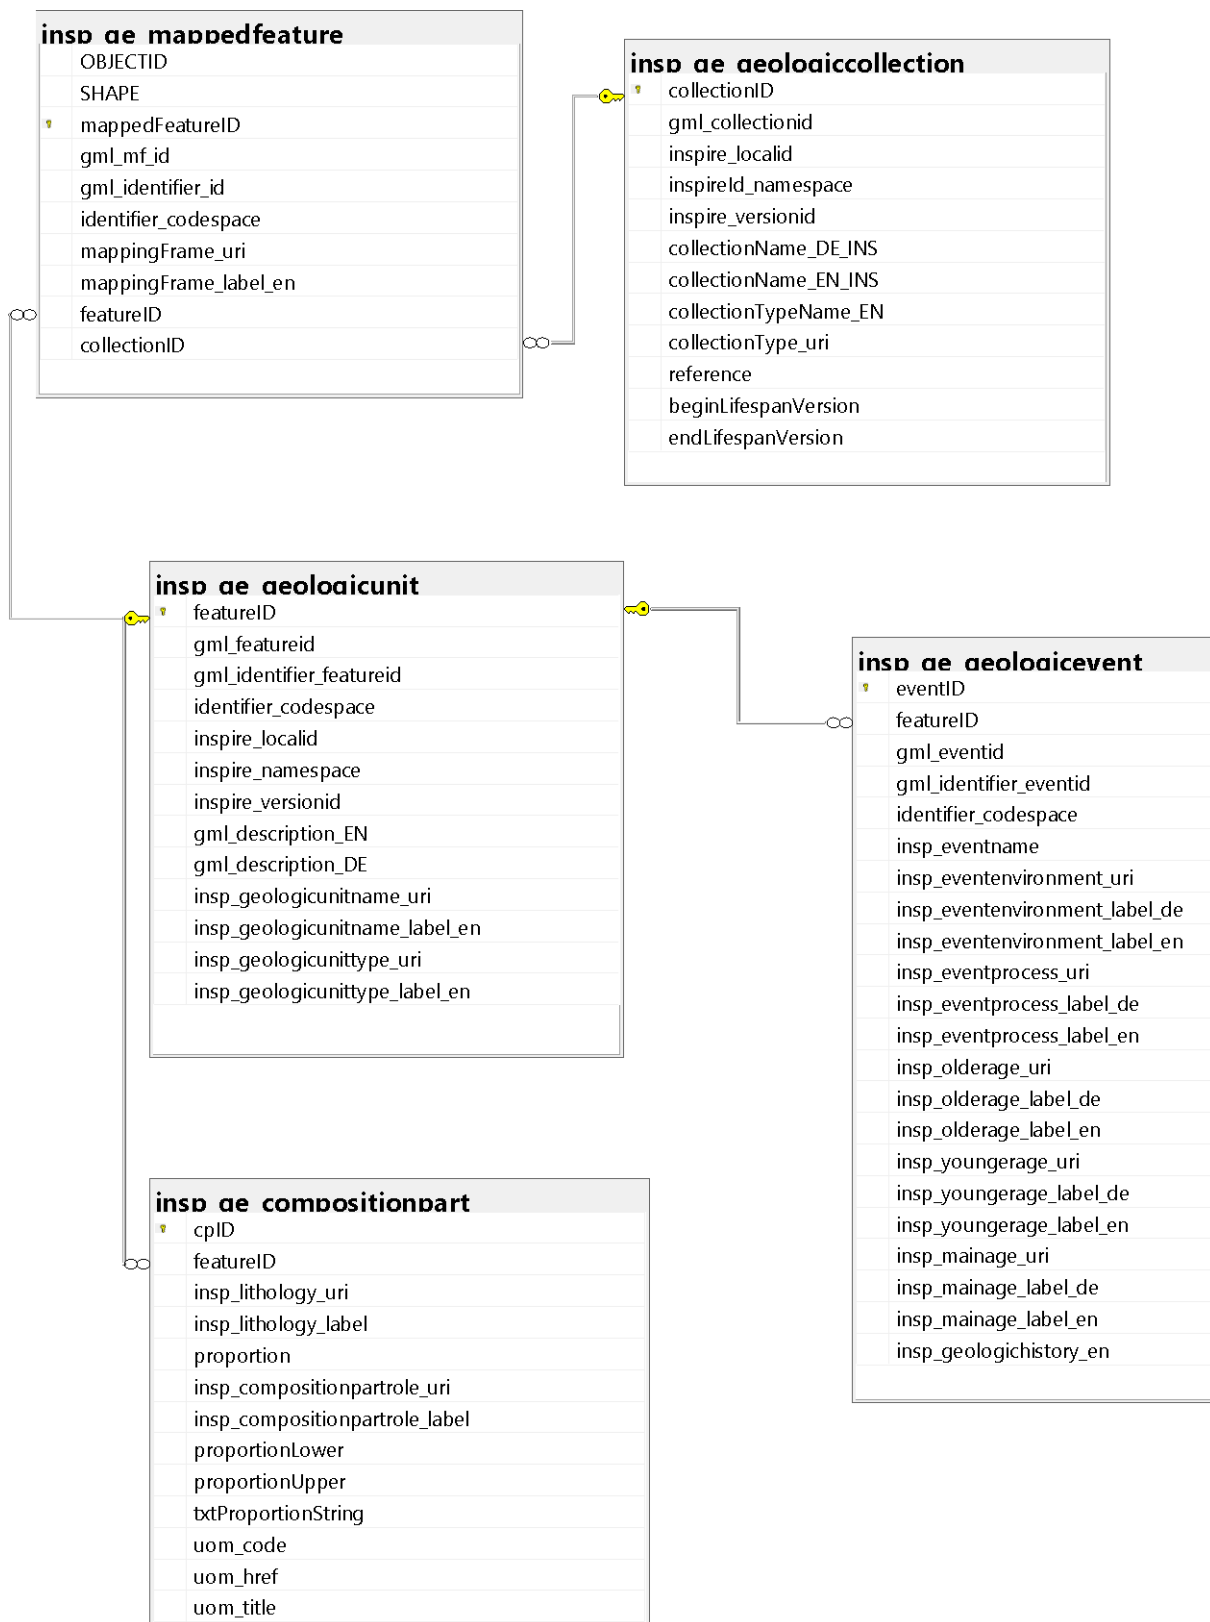 insp_ge_mappedfeature
OBJECTID
SHAPE
mappedFeatureID
gml_mf_id
gml_identifier_id
identifier_codespace
mappingFrame_uri
mappingFrame_label_en
featureID
collectionID
insp_ge_geologiccollection
collectionID
gml_collectionid
inspire_localid
inspireId_namespace
inspire_versionid
collectionName_DE_INS
collectionName_EN_INS
collectionTypeName_EN
collectionType_uri
reference
beginLifespanVersion
endLifespanVersion
insp_ge_geologicunit
featureID
gml_featureid
gml_identifier_featureid
identifier_codespace
inspire_localid
inspire_namespace
inspire_versionid
gml_description_EN
gml_description_DE
insp_geologicunitname_uri
insp_geologicunitname_label_en
insp_geologicunittype_uri
insp_geologicunittype_label_en
insp_ge_geologicevent
eventID
featureID
gml_eventid
gml_identifier_eventid
identifier_codespace
insp_eventname
insp_eventenvironment_uri
insp_eventenvironment_label_de
insp_eventenvironment_label_en
insp_eventprocess_uri
insp_eventprocess_label_de
insp_eventprocess_label_en
insp_olderage_uri
insp_olderage_label_de
insp_olderage_label_en
insp_youngerage_uri
insp_youngerage_label_de
insp_youngerage_label_en
insp_mainage_uri
insp_mainage_label_de
insp_mainage_label_en
insp_geologichistory_en
insp_ge_compositionpart
cpID
featureID
insp_lithology_uri
insp_lithology_label
proportion
insp_compositionpartrole_uri
insp_compositionpartrole_label
proportionLower
proportionUpper
txtProportionString
uom_code
uom_href
uom_title